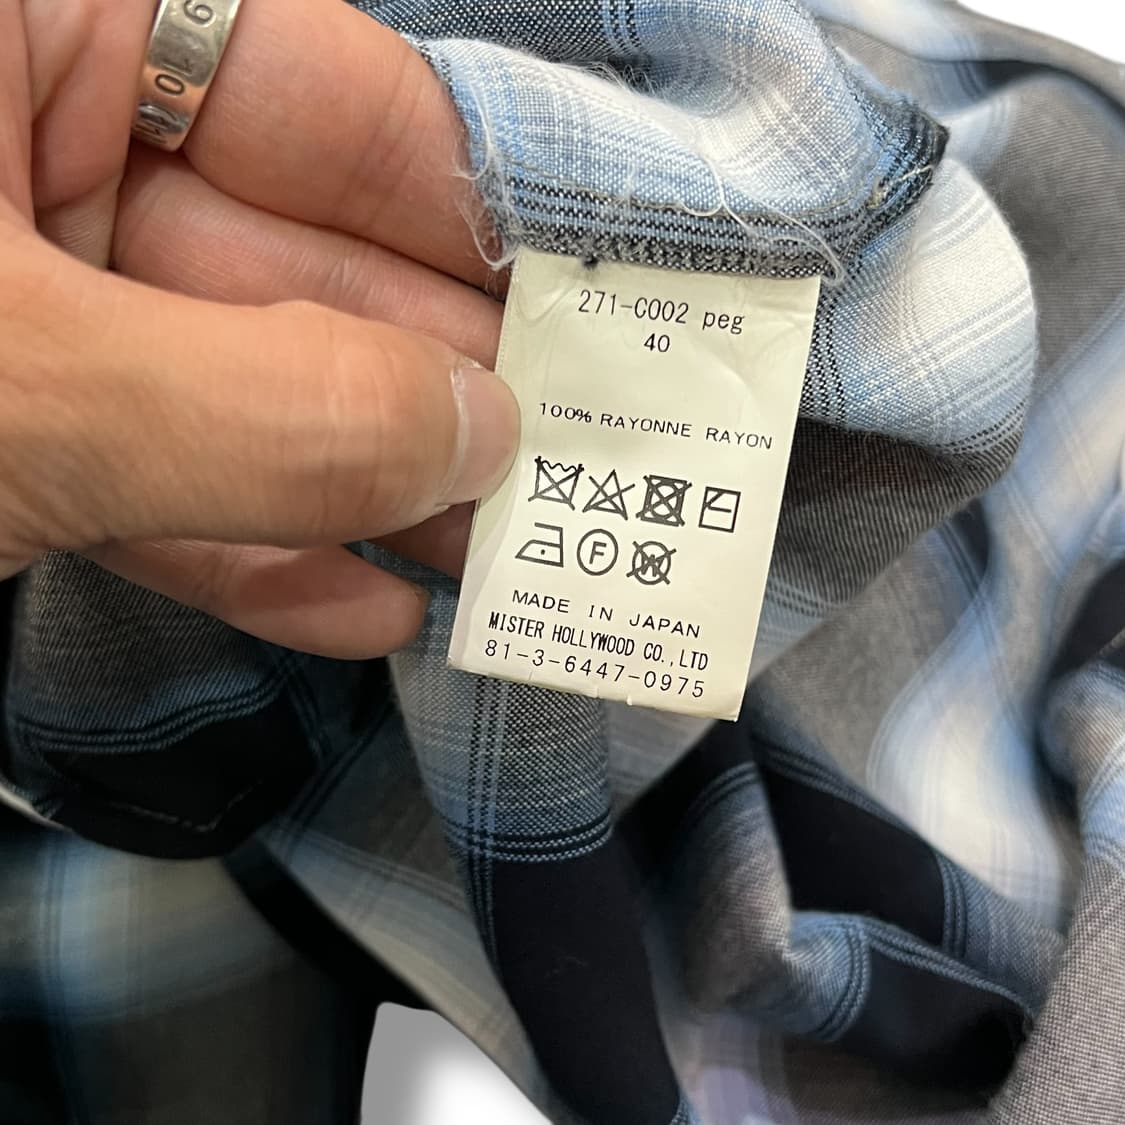 271-C002 peg
40
100% RAYONNE RAYON
F
W
MADE IN JAPAN
MISTER HOLLYWOOD CO.,LTD
81-3-6447-0975